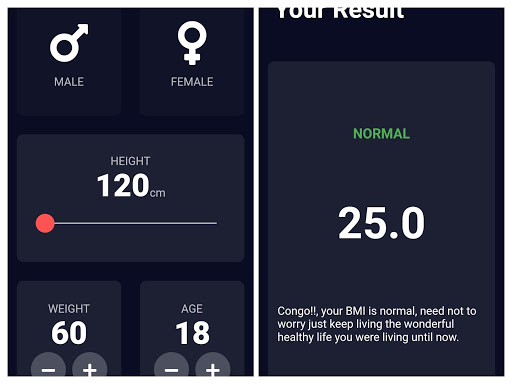 MALE
FEMALE
HEIGHT
120cm
WEIGHT
60
AGE
18
Your Result
NORMAL
25.0
Congo!!, your BMI is normal, need not to
worry just keep living the wonderful
healthy life you were living until now.